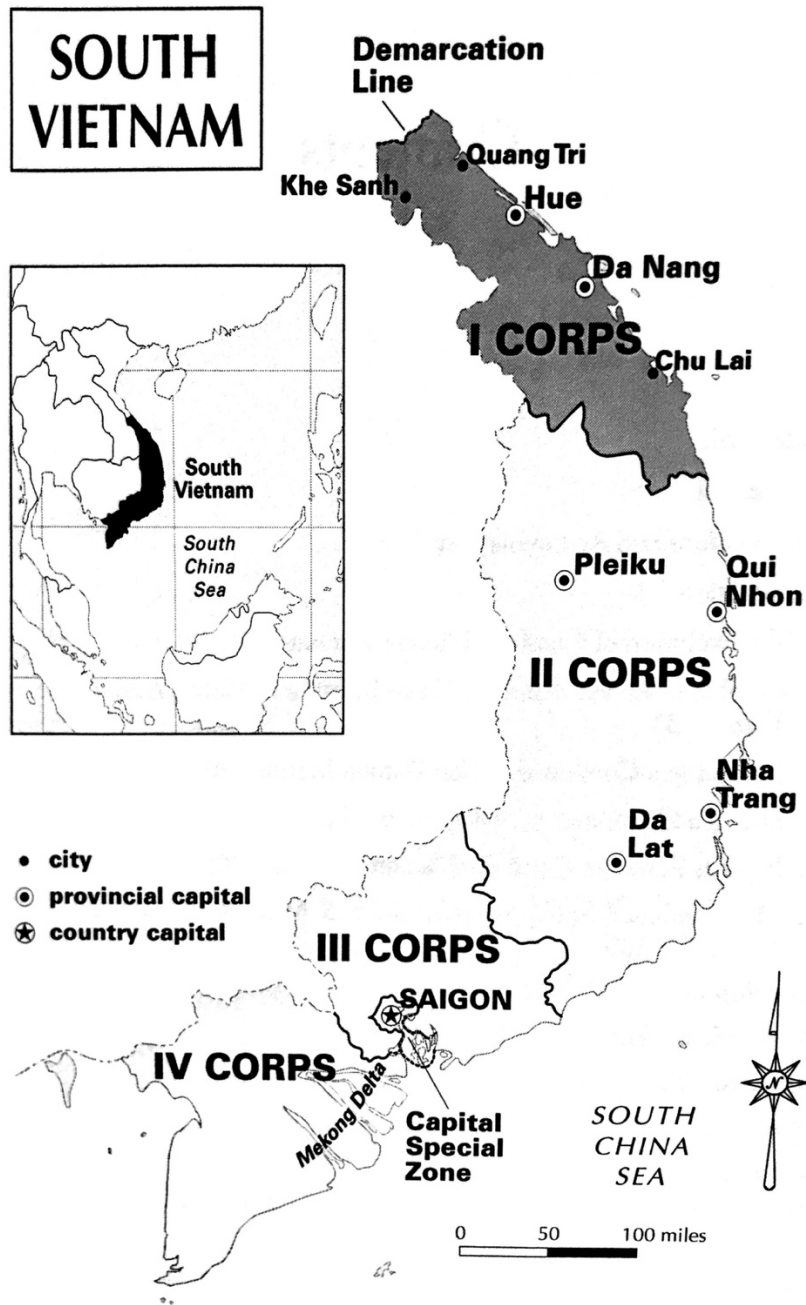 SOUTH
VIETNAM
Demarcation
Line
Quang Tri
Khe Sanh
Hue
Da Nang
I CORPS
Chu Lai
South
Vietnam
South
China
Sea
Pleiku
Qui
Nhon
II CORPS
Nha
Trang
Da
Lat
city
provincial capital
country capital
III CORPS
SAIGON
IV CORPS
Mekong Delta
Capital
Special
Zone
N
SOUTH
CHINA
SEA
0 50 100 miles